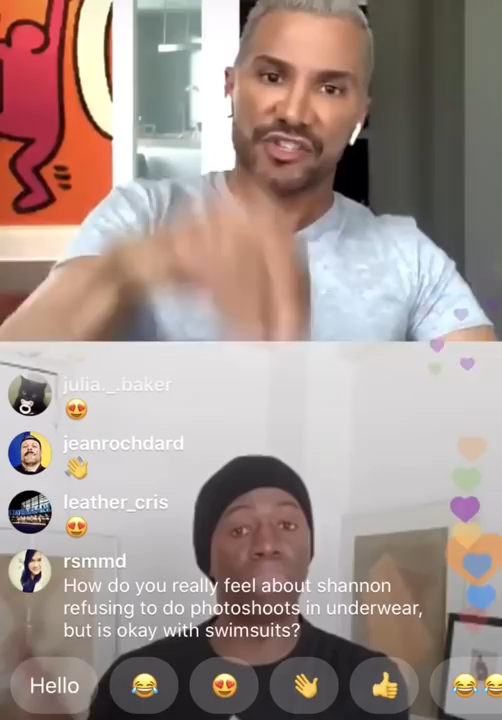 julia._.baker
😍
jeanrochdard
👋
leather_cris
😍
rsmmd
How do you really feel about shannon
refusing to do photoshoots in underwear,
but is okay with swimsuits?
Hello 😂 😍 👋 👍 😂😂